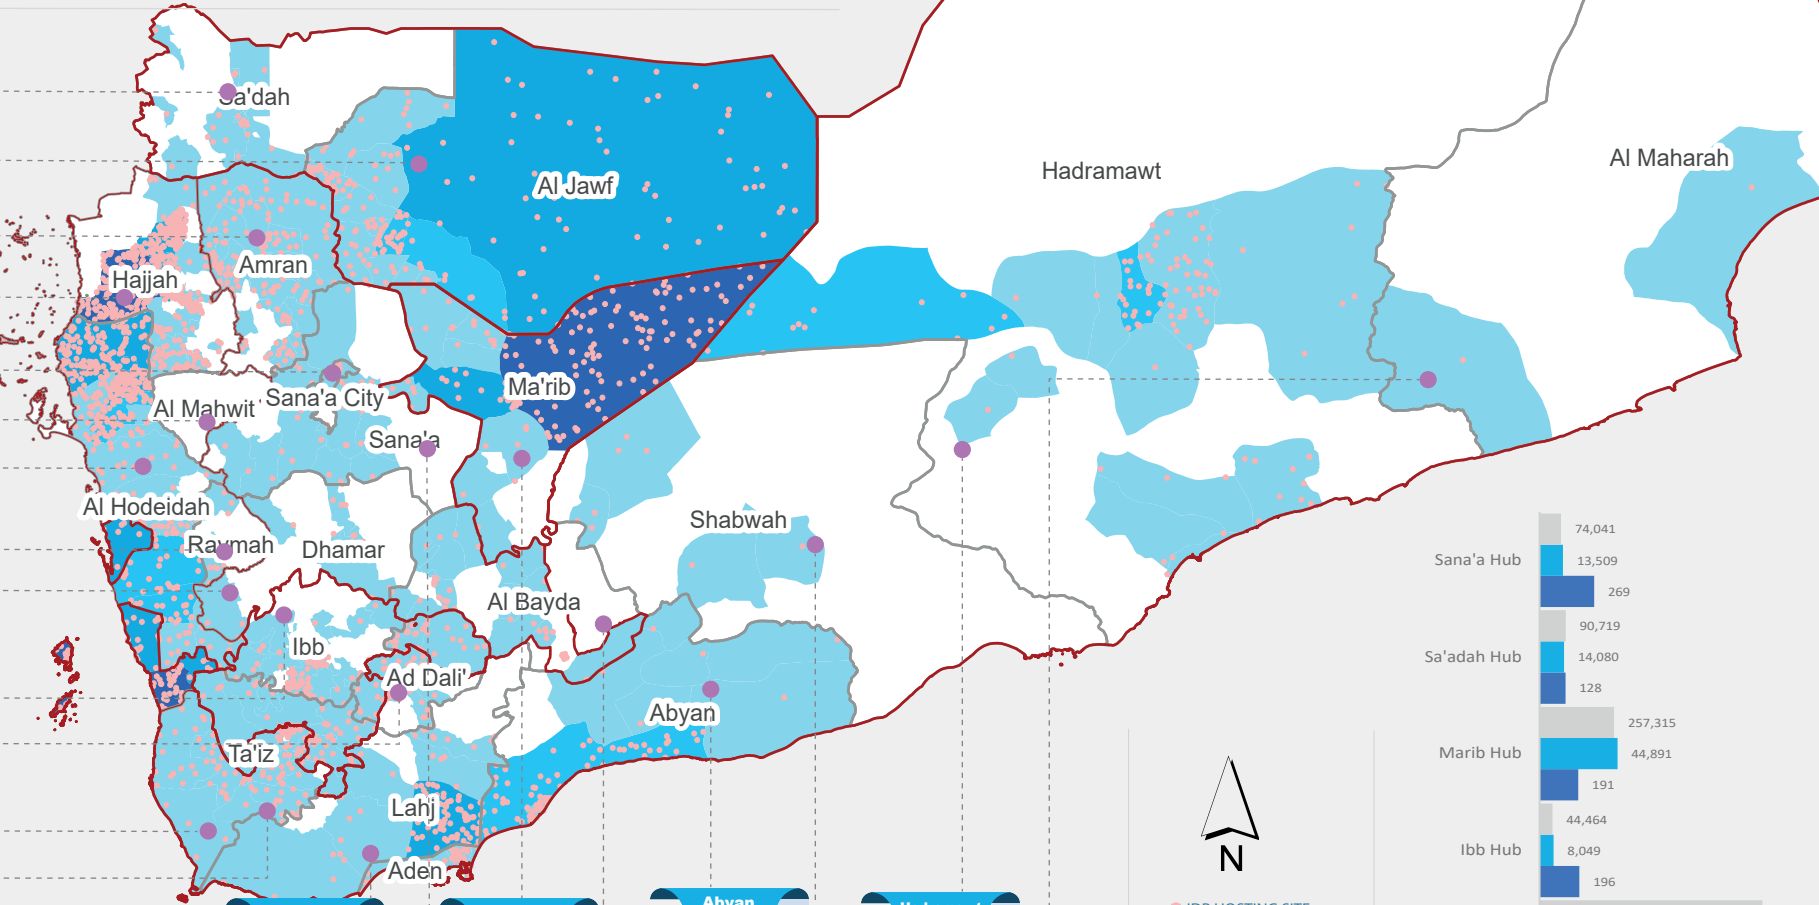 Sa'dah
Al Jawf
Hadramawt
Al Maharah
Hajjah
Amran
Ma'rib
Al Mahwit
Sana'a City
Sana'a
Al Hodeidah
Raymah
Dhamar
Shabwah
Al Bayda
Ibb
Ad Dali'
Abyan
Ta'iz
Lahj
Aden
N
Abyan
IDP HOSTING SITE
74,041
Sana'a Hub
13,509
269
90,719
Sa'adah Hub
14,080
128
257,315
Marib Hub
44,891
191
44,464
Ibb Hub
8,049
196